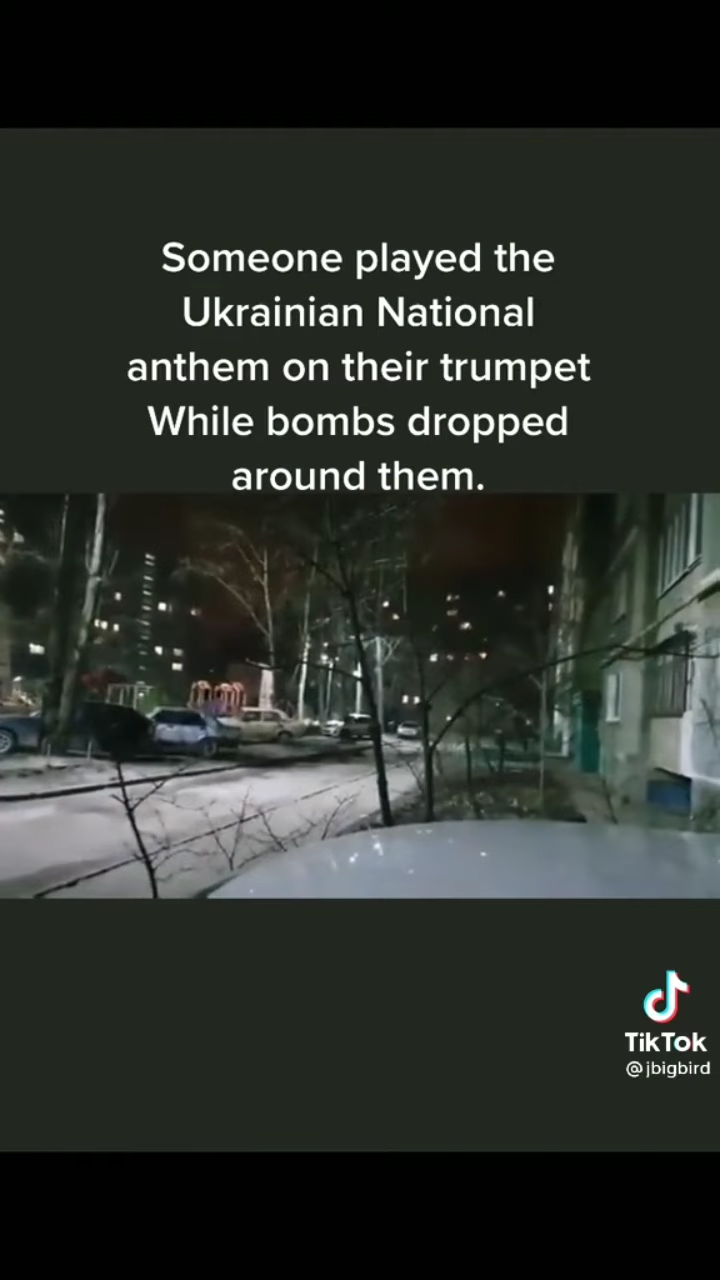 Someone played the
Ukrainian National
anthem on their trumpet
While bombs dropped
around them.
TikTok
@jbigbird